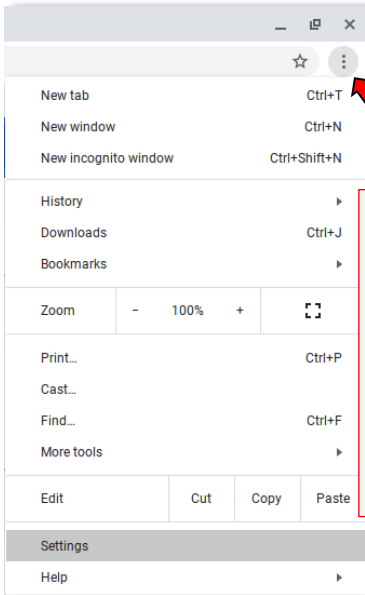 New tab Ctrl+T
New window Ctrl+N
New incognito window Ctrl+Shift+N
History
Downloads Ctrl+J
Bookmarks
Zoom - 100% +
Print... Ctrl+P
Cast...
Find... Ctrl+F
More tools
Edit Cut Copy Paste
Settings
Help